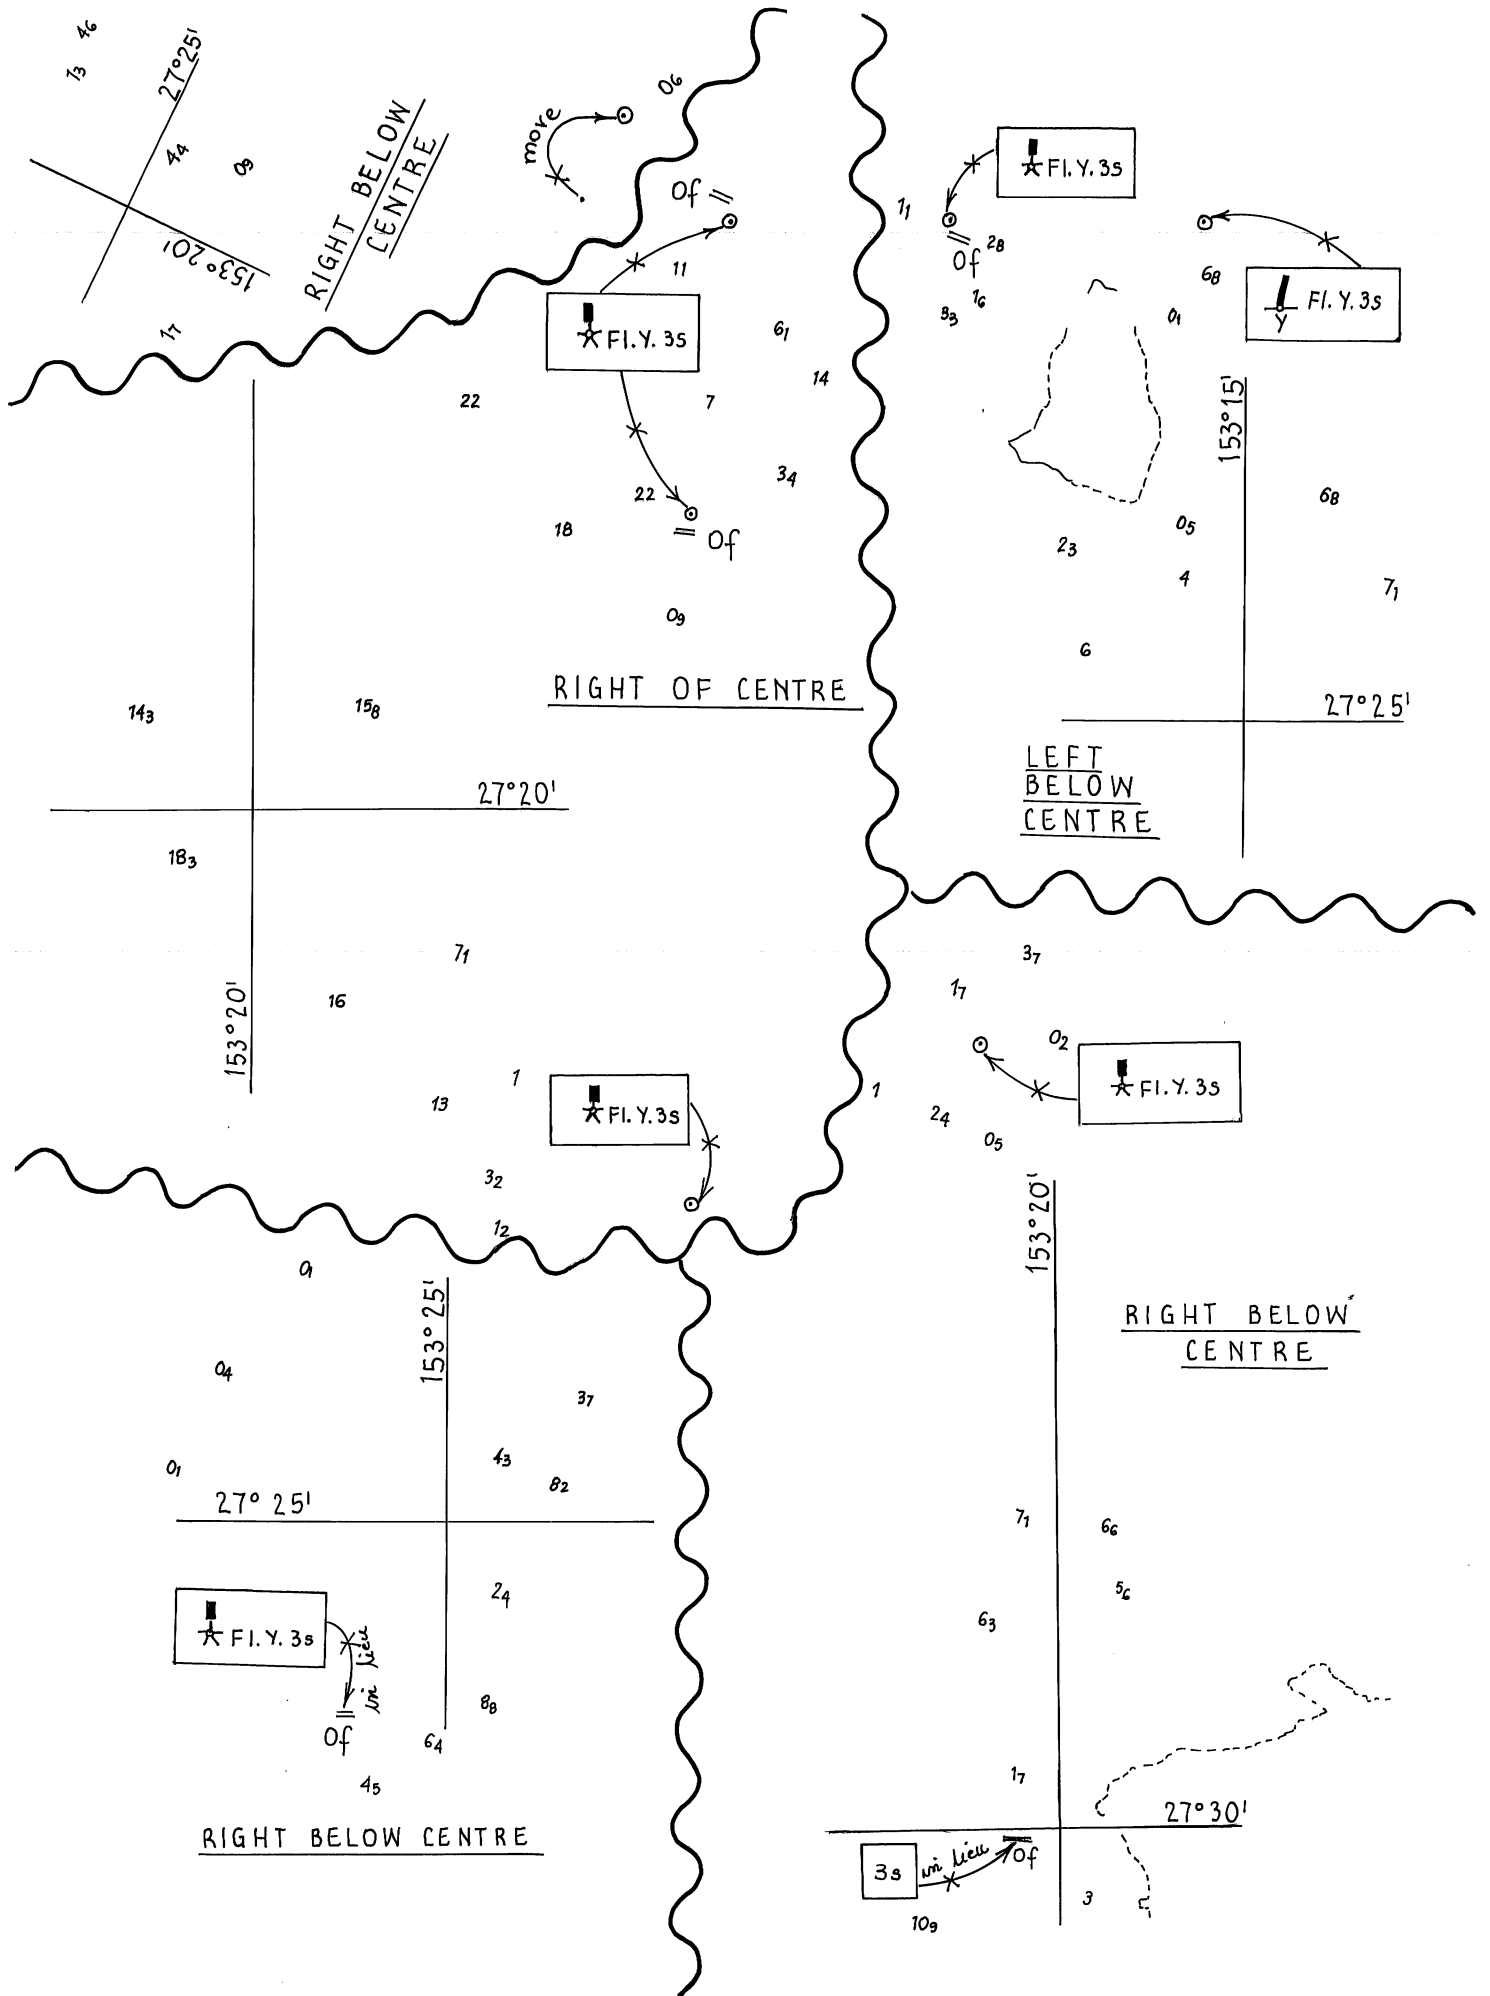 4₆
1₃
27°25'
4₄
0₉
153°20'
1₇
RIGHT BELOW
CENTRE
more
0₆
Of
11
Fl.Y.3s
6₁
14
7
22
3₄
22
18
Of
0₉
RIGHT OF CENTRE
14₃
15₈
27°20'
18₃
7₁
16
153°20'
1
13
Fl.Y.3s
3₂
1₂
1₁
Fl.Y.3s
Of
2₈
1₆
3₃
6₈
0₁
Fl.Y.3s
Y
153°15'
6₈
0₅
2₃
4
7₁
6
27°25'
LEFT
BELOW
CENTRE
3₇
1₇
0₂
Fl.Y.3s
1
2₄
0₅
153°20'
RIGHT BELOW
CENTRE
7₁
6₆
5₆
6₃
1₇
27°30'
3s
in lieu
Of
3
10₉
0₁
153°25'
0₄
3₇
4₃
0₁
8₂
27°25'
2₄
Fl.Y.3s
in lieu
8₈
Of
6₄
4₅
RIGHT BELOW CENTRE